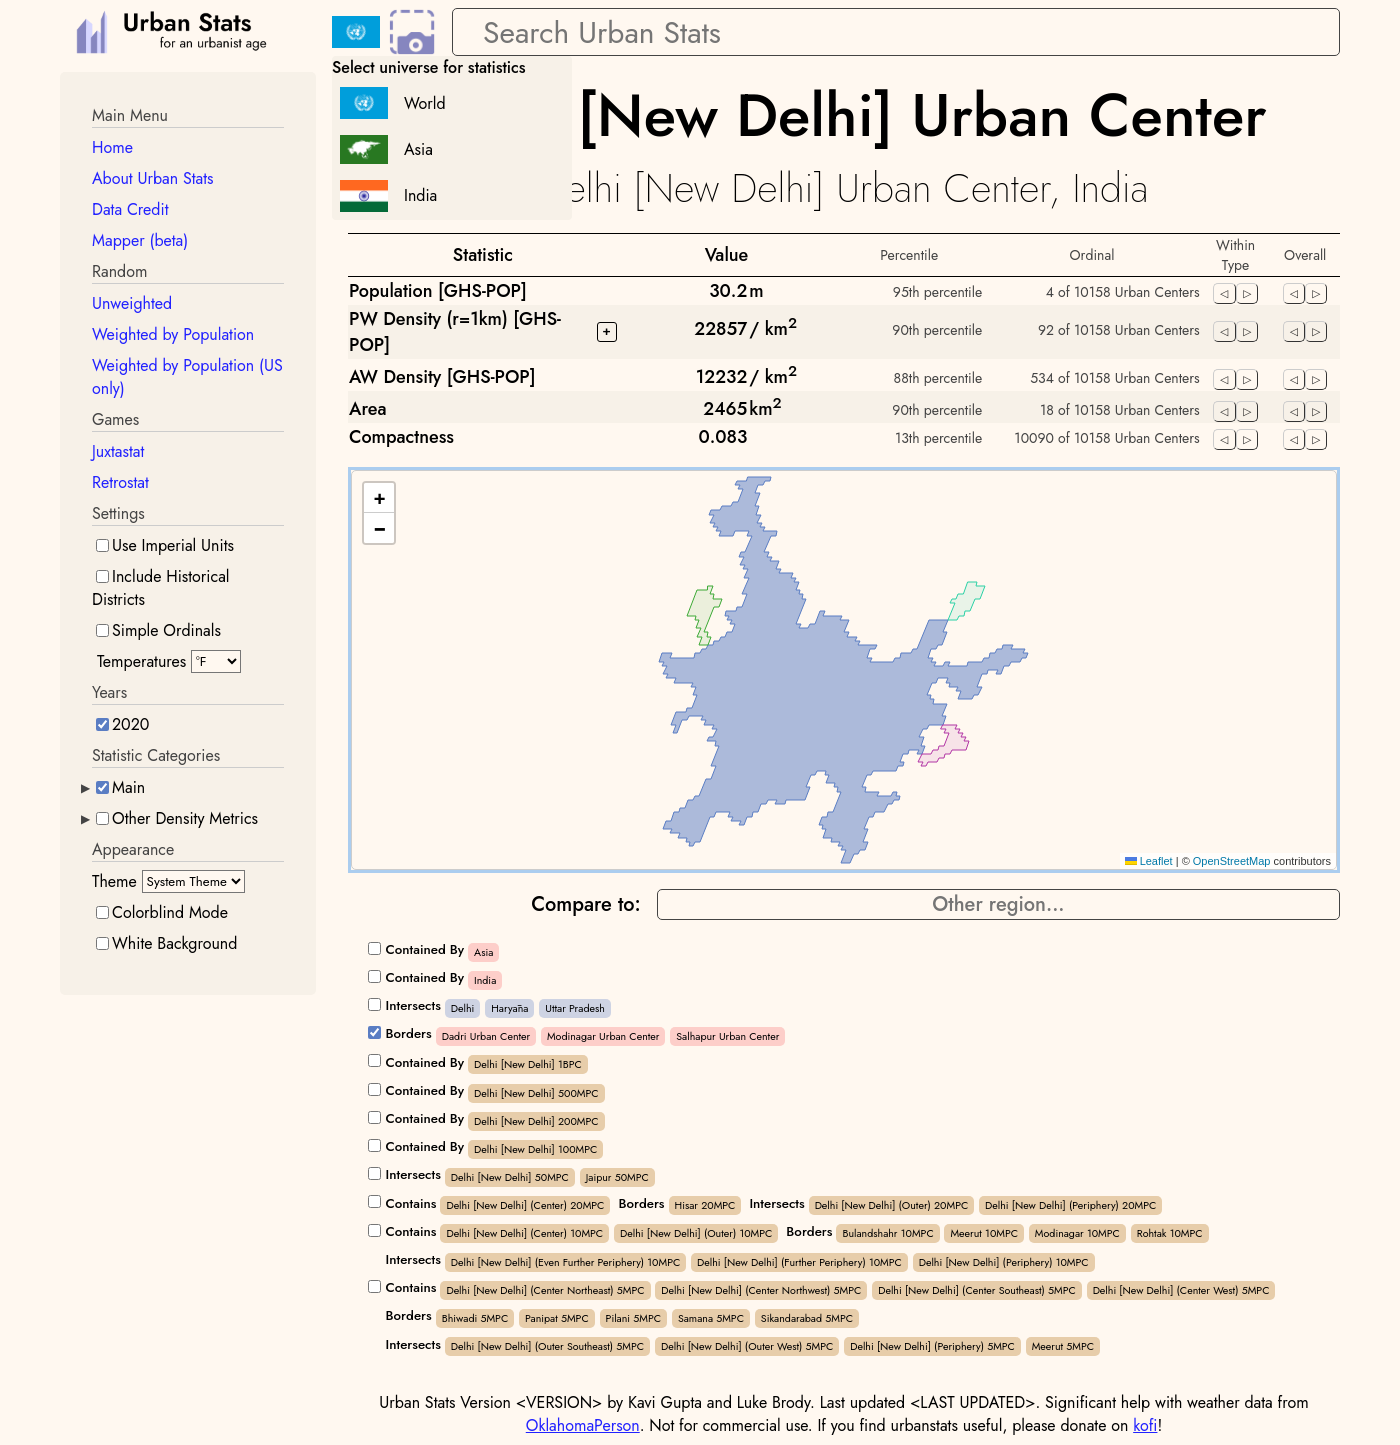 Urban Stats
for an urbanist age
Search Urban Stats
Select universe for statistics
World
Asia
India
[New Delhi] Urban Center
elhi [New Delhi] Urban Center, India
Main Menu
Home
About Urban Stats
Data Credit
Mapper (beta)
Random
Unweighted
Weighted by Population
Weighted by Population (US
only)
Games
Juxtastat
Retrostat
Settings
Use Imperial Units
Include Historical
Districts
Simple Ordinals
Temperatures °F
Years
2020
Statistic Categories
Main
Other Density Metrics
Appearance
Theme System Theme
Colorblind Mode
White Background
Statistic Value Percentile Ordinal Within Type Overall
Population [GHS-POP] 30.2 m 95th percentile 4 of 10158 Urban Centers
PW Density (r=1km) [GHS-
POP] + 22857 / km2 90th percentile 92 of 10158 Urban Centers
AW Density [GHS-POP] 12232 / km2 88th percentile 534 of 10158 Urban Centers
Area 2465 km2 90th percentile 18 of 10158 Urban Centers
Compactness 0.083 13th percentile 10090 of 10158 Urban Centers
+
−
Leaflet | © OpenStreetMap contributors
Compare to: Other region...
Contained By Asia
Contained By India
Intersects Delhi Haryāna Uttar Pradesh
Borders Dadri Urban Center Modinagar Urban Center Salhapur Urban Center
Contained By Delhi [New Delhi] 1BPC
Contained By Delhi [New Delhi] 500MPC
Contained By Delhi [New Delhi] 200MPC
Contained By Delhi [New Delhi] 100MPC
Intersects Delhi [New Delhi] 50MPC Jaipur 50MPC
Contains Delhi [New Delhi] (Center) 20MPC Borders Hisar 20MPC Intersects Delhi [New Delhi] (Outer) 20MPC Delhi [New Delhi] (Periphery) 20MPC
Contains Delhi [New Delhi] (Center) 10MPC Delhi [New Delhi] (Outer) 10MPC Borders Bulandshahr 10MPC Meerut 10MPC Modinagar 10MPC Rohtak 10MPC
Intersects Delhi [New Delhi] (Even Further Periphery) 10MPC Delhi [New Delhi] (Further Periphery) 10MPC Delhi [New Delhi] (Periphery) 10MPC
Contains Delhi [New Delhi] (Center Northeast) 5MPC Delhi [New Delhi] (Center Northwest) 5MPC Delhi [New Delhi] (Center Southeast) 5MPC Delhi [New Delhi] (Center West) 5MPC
Borders Bhiwadi 5MPC Panipat 5MPC Pilani 5MPC Samana 5MPC Sikandarabad 5MPC
Intersects Delhi [New Delhi] (Outer Southeast) 5MPC Delhi [New Delhi] (Outer West) 5MPC Delhi [New Delhi] (Periphery) 5MPC Meerut 5MPC
Urban Stats Version <VERSION> by Kavi Gupta and Luke Brody. Last updated <LAST UPDATED>. Significant help with weather data from
OklahomaPerson. Not for commercial use. If you find urbanstats useful, please donate on kofi!